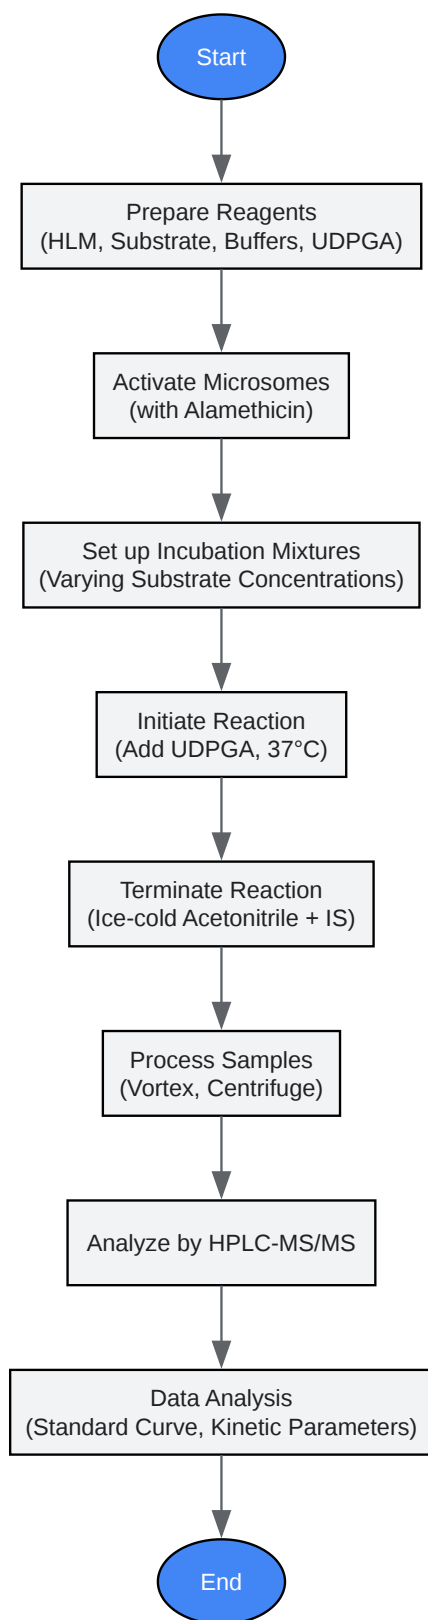 Start
Prepare Reagents
(HLM, Substrate, Buffers, UDPGA)
Activate Microsomes
(with Alamethicin)
Set up Incubation Mixtures
(Varying Substrate Concentrations)
Initiate Reaction
(Add UDPGA, 37°C)
Terminate Reaction
(Ice-cold Acetonitrile + IS)
Process Samples
(Vortex, Centrifuge)
Analyze by HPLC-MS/MS
Data Analysis
(Standard Curve, Kinetic Parameters)
End